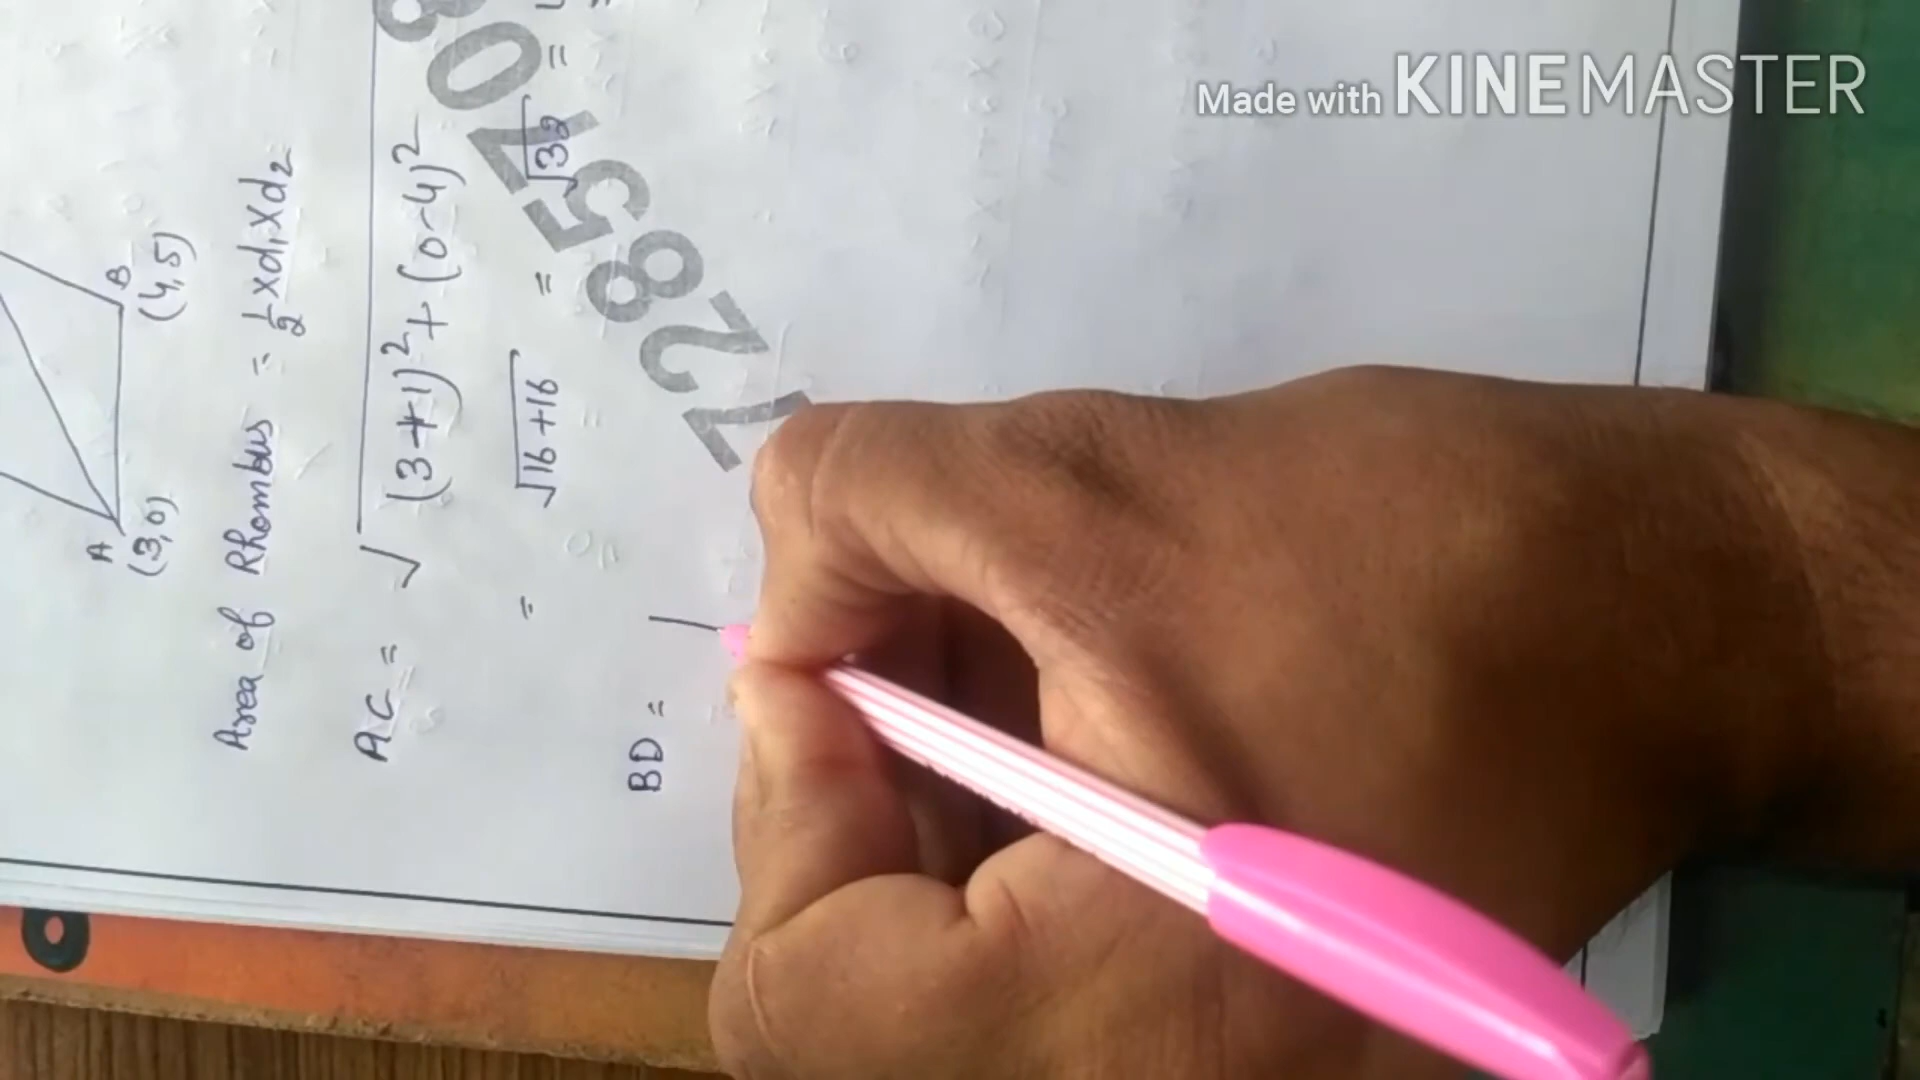 A
B
(3,0)
(4,5)
Area of Rhombus = 1/2 x d1 x d2
AC = √(3+1)² + (0-4)²
= √16+16 = √32 =
BD =
Made with KINEMASTER